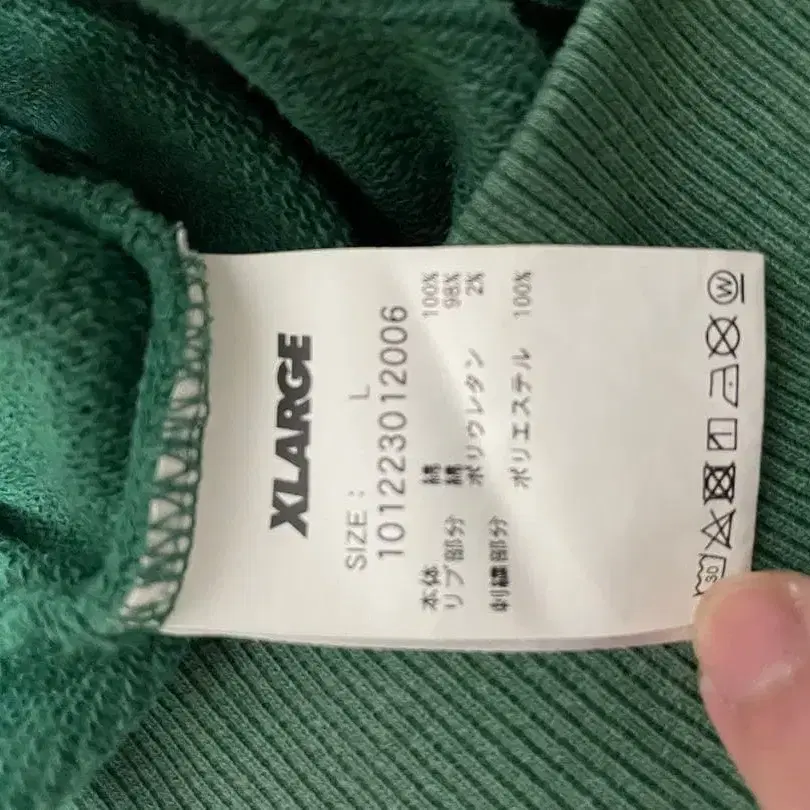 XLARGE
SIZE : L
101223012006
本体 綿 100%
リブ部分 綿 98%
ポリウレタン 2%
刺繍部分 ポリエステル 100%
30
W